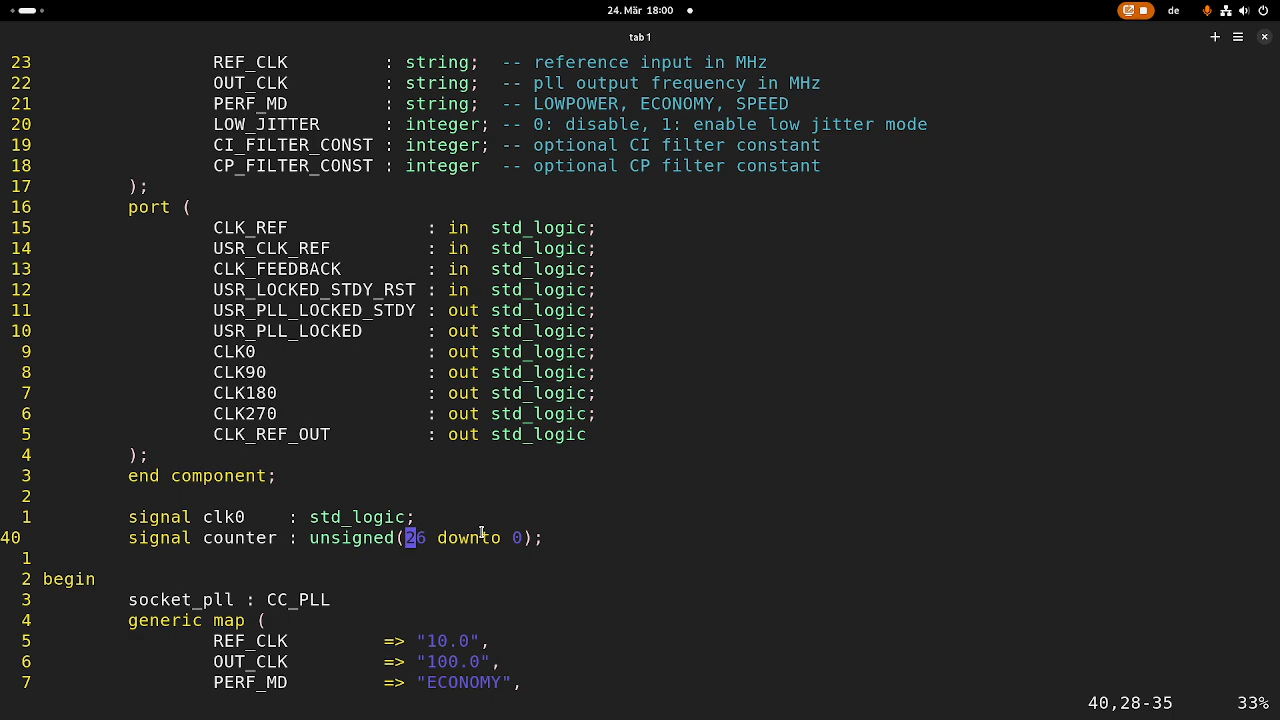 24. Mär 18:00
de
tab 1
23 REF_CLK : string; -- reference input in MHz
22 OUT_CLK : string; -- pll output frequency in MHz
21 PERF_MD : string; -- LOWPOWER, ECONOMY, SPEED
20 LOW_JITTER : integer; -- 0: disable, 1: enable low jitter mode
19 CI_FILTER_CONST : integer; -- optional CI filter constant
18 CP_FILTER_CONST : integer -- optional CP filter constant
17 );
16 port (
15 CLK_REF : in std_logic;
14 USR_CLK_REF : in std_logic;
13 CLK_FEEDBACK : in std_logic;
12 USR_LOCKED_STDY_RST : in std_logic;
11 USR_PLL_LOCKED_STDY : out std_logic;
10 USR_PLL_LOCKED : out std_logic;
9 CLK0 : out std_logic;
8 CLK90 : out std_logic;
7 CLK180 : out std_logic;
6 CLK270 : out std_logic;
5 CLK_REF_OUT : out std_logic
4 );
3 end component;
2
1 signal clk0 : std_logic;
40 signal counter : unsigned(26 downto 0);
1
2 begin
3 socket_pll : CC_PLL
4 generic map (
5 REF_CLK => "10.0",
6 OUT_CLK => "100.0",
7 PERF_MD => "ECONOMY",
40,28-35 33%